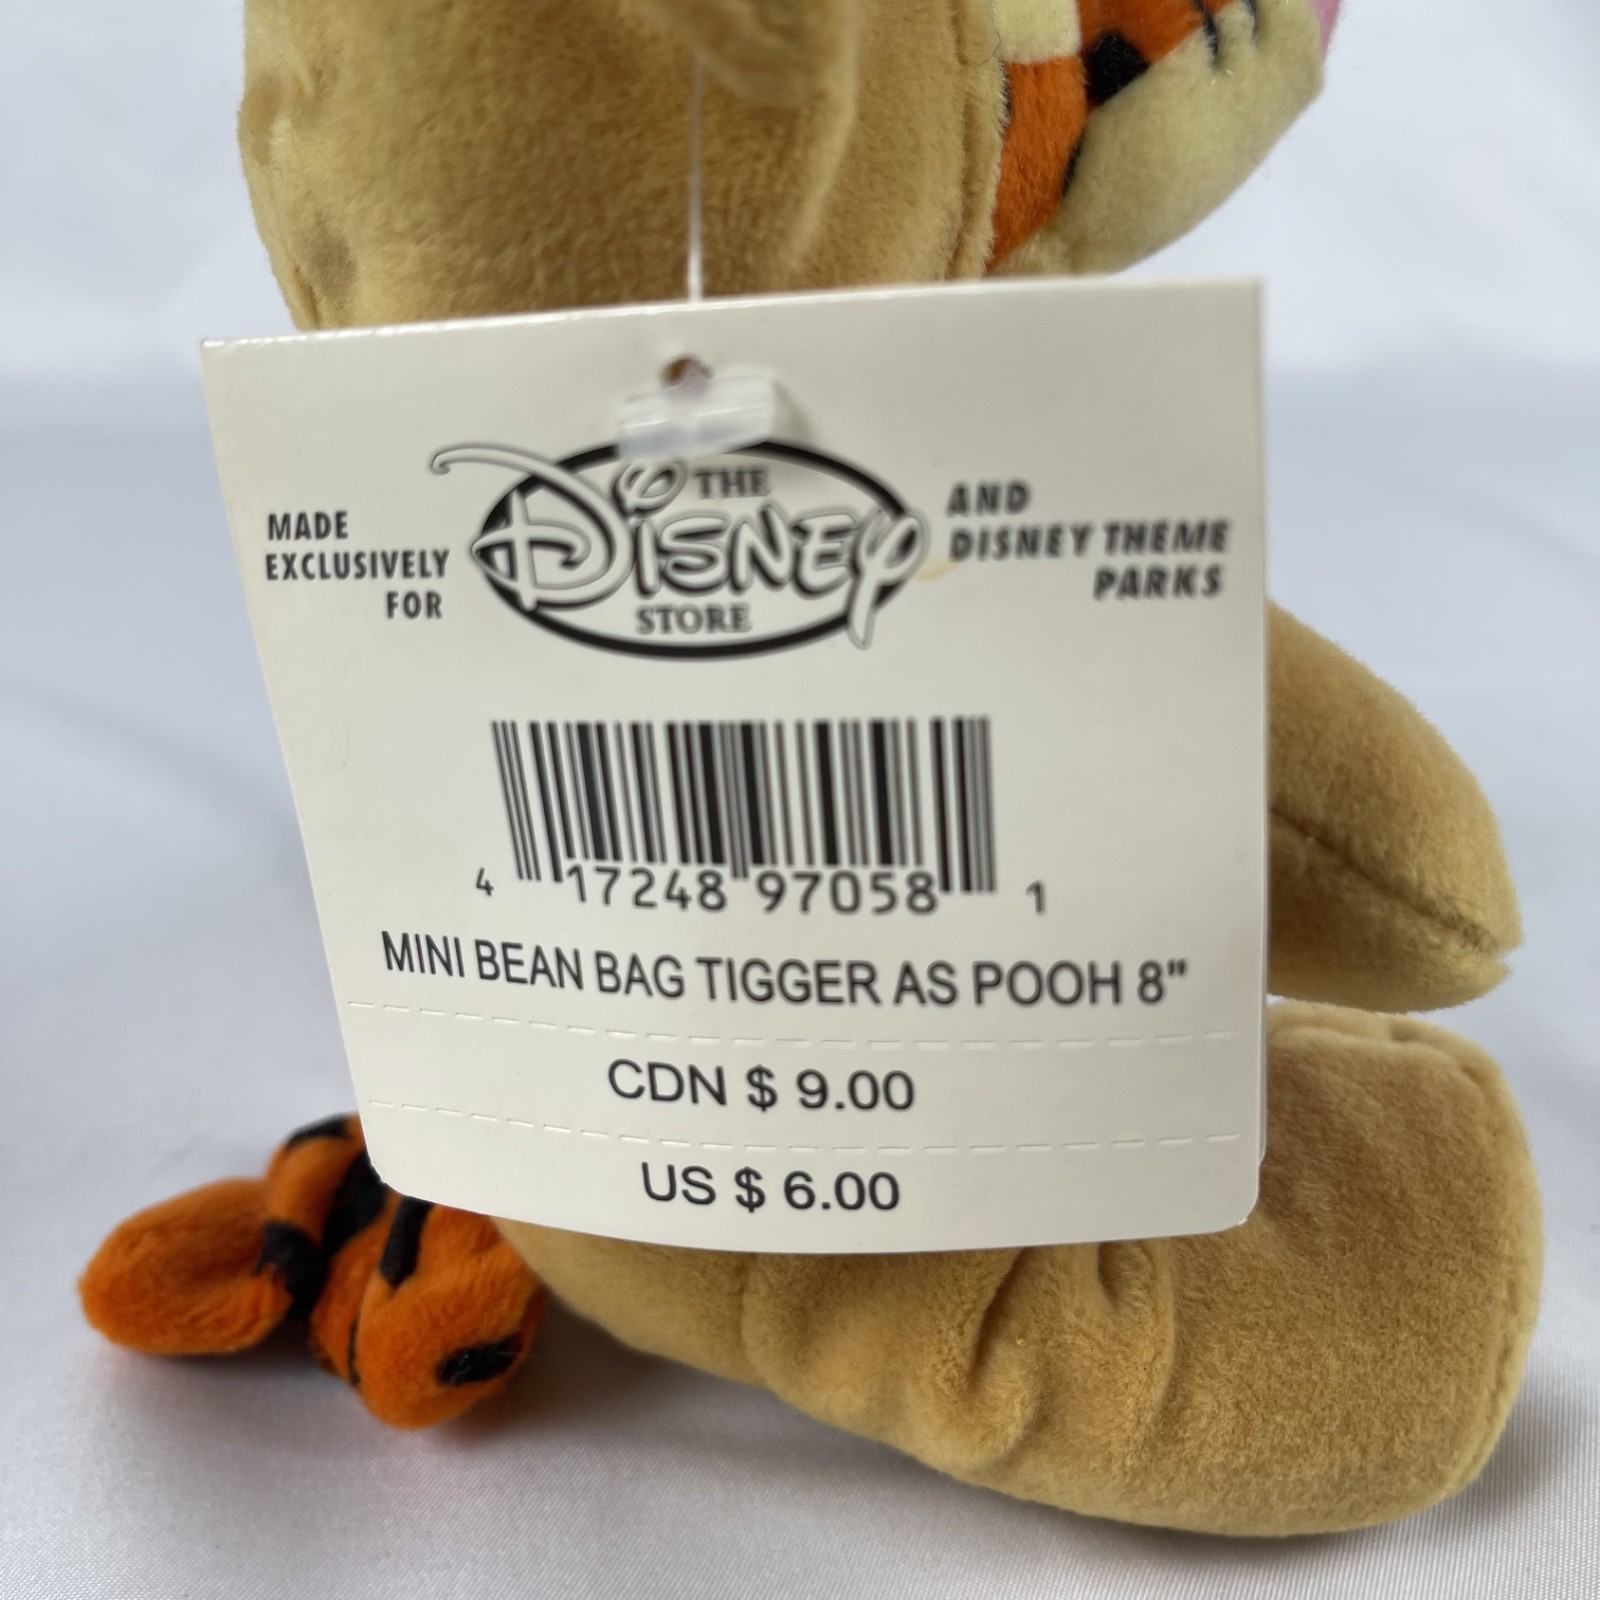 MADE
EXCLUSIVELY
FOR
THE
DISNEY
STORE
AND
DISNEY THEME
PARKS
4 17248 97058 1
MINI BEAN BAG TIGGER AS POOH 8"
CDN $ 9.00
US $ 6.00